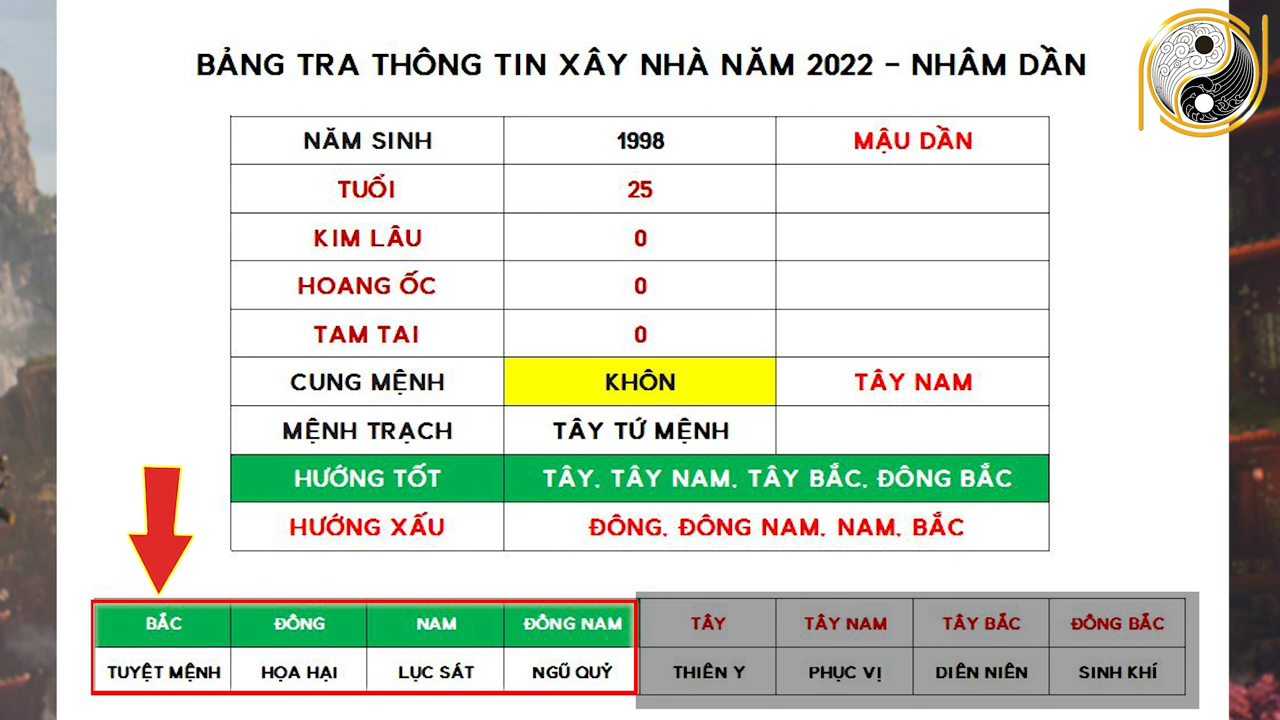 BẢNG TRA THÔNG TIN XÂY NHÀ NĂM 2022 - NHÂM DẦN
NĂM SINH 1998 MẬU DẦN
TUỔI 25
KIM LÂU 0
HOANG ỐC 0
TAM TAI 0
CUNG MỆNH KHÔN TÂY NAM
MỆNH TRẠCH TÂY TỨ MỆNH
HƯỚNG TỐT TÂY, TÂY NAM, TÂY BẮC, ĐÔNG BẮC
HƯỚNG XẤU ĐÔNG, ĐÔNG NAM, NAM, BẮC
BẮC ĐÔNG NAM ĐÔNG NAM TÂY TÂY NAM TÂY BẮC ĐÔNG BẮC
TUYỆT MỆNH HỌA HẠI LỤC SÁT NGŨ QUỶ THIÊN Y PHỤC VỊ DIÊN NIÊN SINH KHÍ